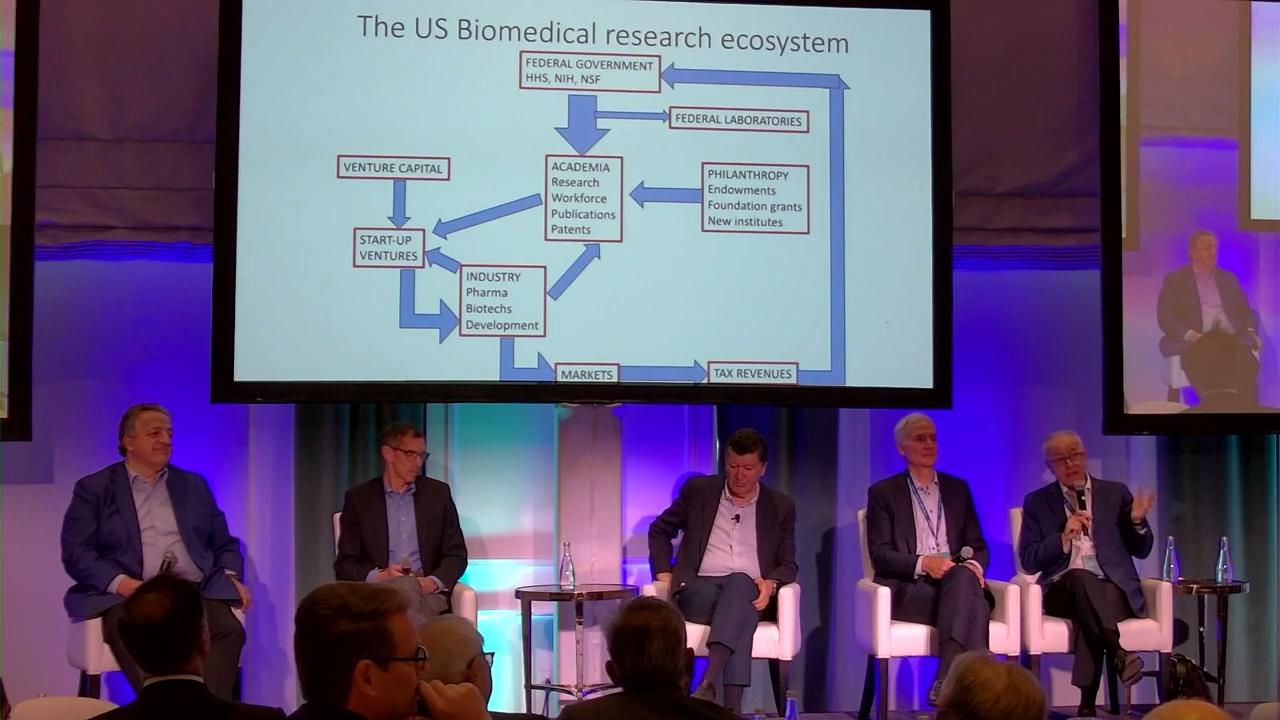 The US Biomedical research ecosystem
FEDERAL GOVERNMENT
HHS, NIH, NSF
FEDERAL LABORATORIES
VENTURE CAPITAL
ACADEMIA
Research
Workforce
Publications
Patents
PHILANTHROPY
Endowments
Foundation grants
New institutes
START-UP
VENTURES
INDUSTRY
Pharma
Biotechs
Development
MARKETS
TAX REVENUES